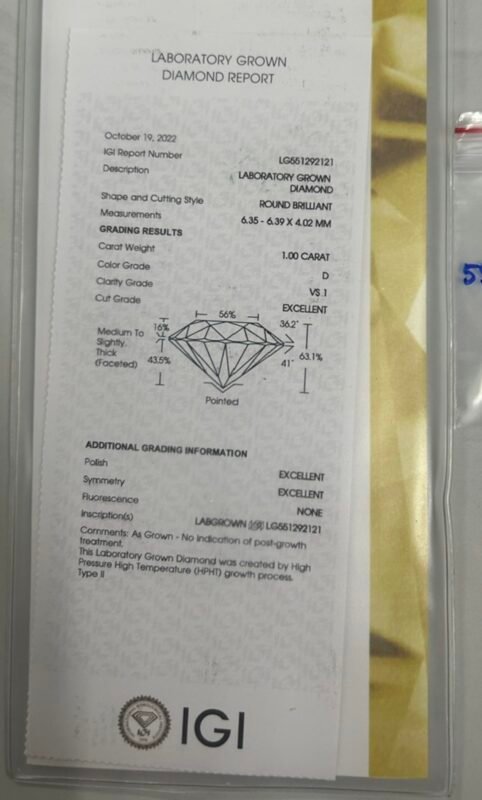 LABORATORY GROWN
DIAMOND REPORT
October 19, 2022
IGI Report Number LG551292121
Description LABORATORY GROWN
DIAMOND
Shape and Cutting Style ROUND BRILLIANT
Measurements 6.35 - 6.39 X 4.02 MM
GRADING RESULTS
Carat Weight 1.00 CARAT
Color Grade D
Clarity Grade VS 1
Cut Grade EXCELLENT
56%
16% 36.2°
Medium To
Slightly
Thick
(Faceted)
43.5% 41° 63.1%
Pointed
ADDITIONAL GRADING INFORMATION
Polish EXCELLENT
Symmetry EXCELLENT
Fluorescence NONE
Inscription(s) LABGROWN IGI LG551292121
Comments: As Grown - No indication of post-growth
treatment.
This Laboratory Grown Diamond was created by High
Pressure High Temperature (HPHT) growth process.
Type II
IGI